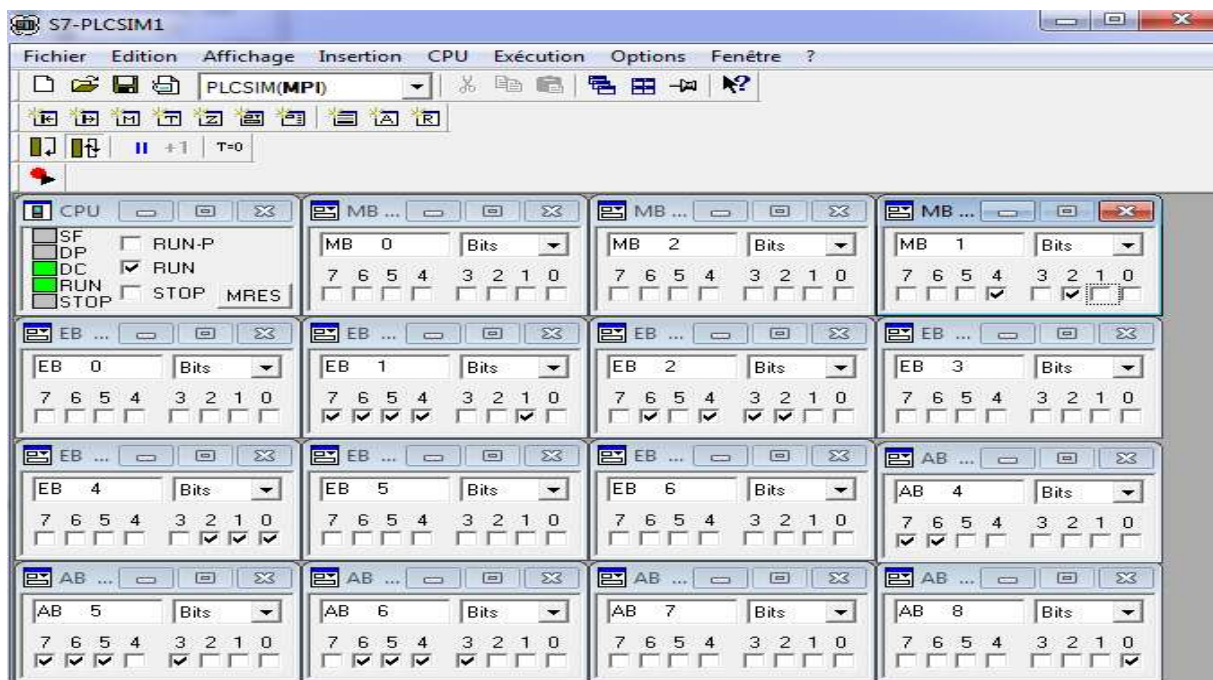 S7-PLCSIM1
Fichier Edition Affichage Insertion CPU Exécution Options Fenêtre ?
PLCSIM(MPI)
E A M T Z A R
+1 T=0
CPU MB ... MB ... MB ...
SF
DP
DC
RUN
STOP
RUN-P
RUN
STOP MRES
MB 0 Bits
7 6 5 4 3 2 1 0
MB 2 Bits
7 6 5 4 3 2 1 0
MB 1 Bits
7 6 5 4 3 2 1 0
EB ... EB ... EB ... EB ...
EB 0 Bits EB 1 Bits EB 2 Bits EB 3 Bits
7 6 5 4 3 2 1 0 7 6 5 4 3 2 1 0 7 6 5 4 3 2 1 0 7 6 5 4 3 2 1 0
EB ... EB ... EB ... AB ...
EB 4 Bits EB 5 Bits EB 6 Bits AB 4 Bits
7 6 5 4 3 2 1 0 7 6 5 4 3 2 1 0 7 6 5 4 3 2 1 0 7 6 5 4 3 2 1 0
AB ... AB ... AB ... AB ...
AB 5 Bits AB 6 Bits AB 7 Bits AB 8 Bits
7 6 5 4 3 2 1 0 7 6 5 4 3 2 1 0 7 6 5 4 3 2 1 0 7 6 5 4 3 2 1 0